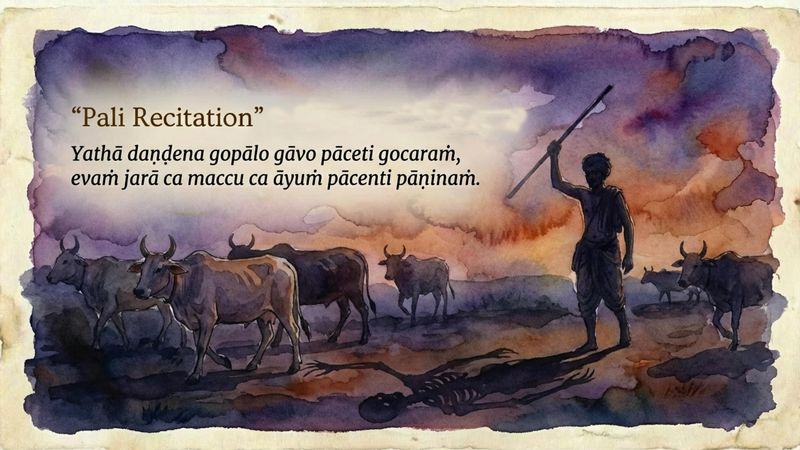 “Pali Recitation”
Yathā daṇḍena gopālo gāvo pāceti gocaraṁ,
evaṁ jarā ca maccu ca āyuṁ pācenti pāṇinaṁ.